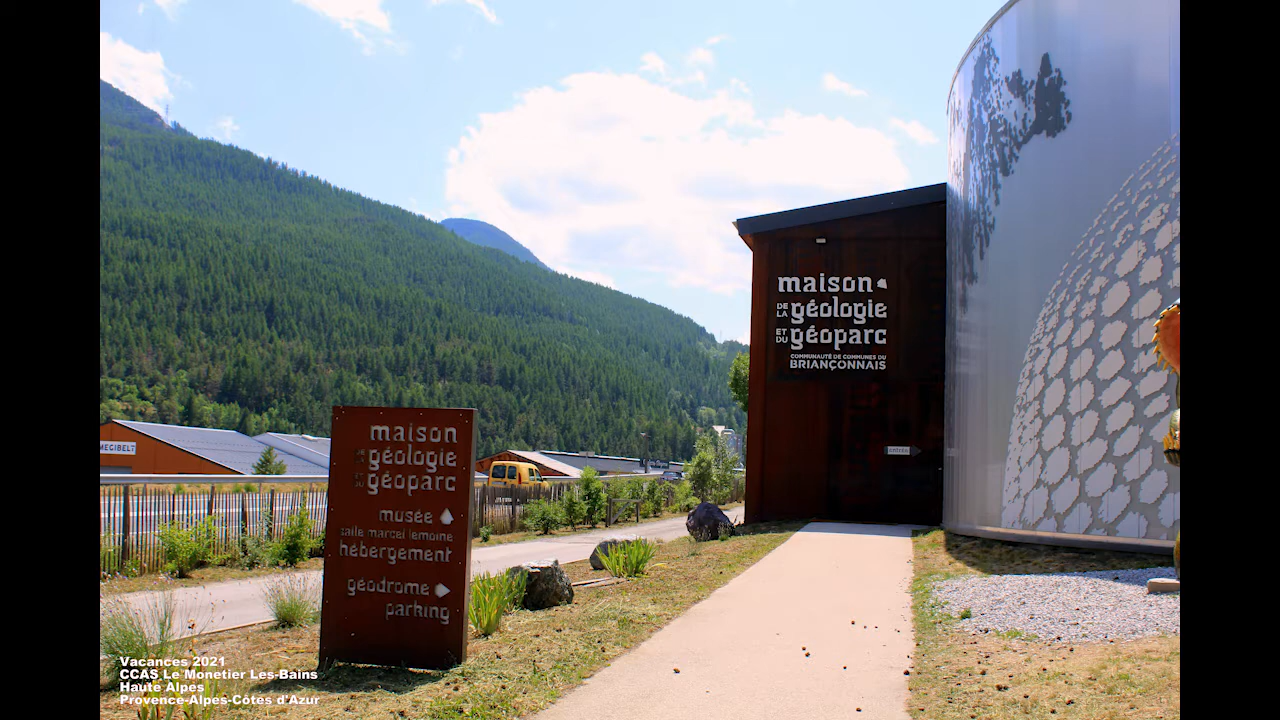 maison
DE LA géologie
ET DU géoparc
COMMUNAUTÉ DE COMMUNES DU
BRIANÇONNAIS
ENTRÉE
MECIBELT
maison
DE LA géologie
ET DU géoparc
musée
salle marcel lemoine
hébergement
géodrome
parking
Vacances 2021
CCAS Le Monetier Les-Bains
Haute Alpes
Provence-Alpes-Côtes d'Azur